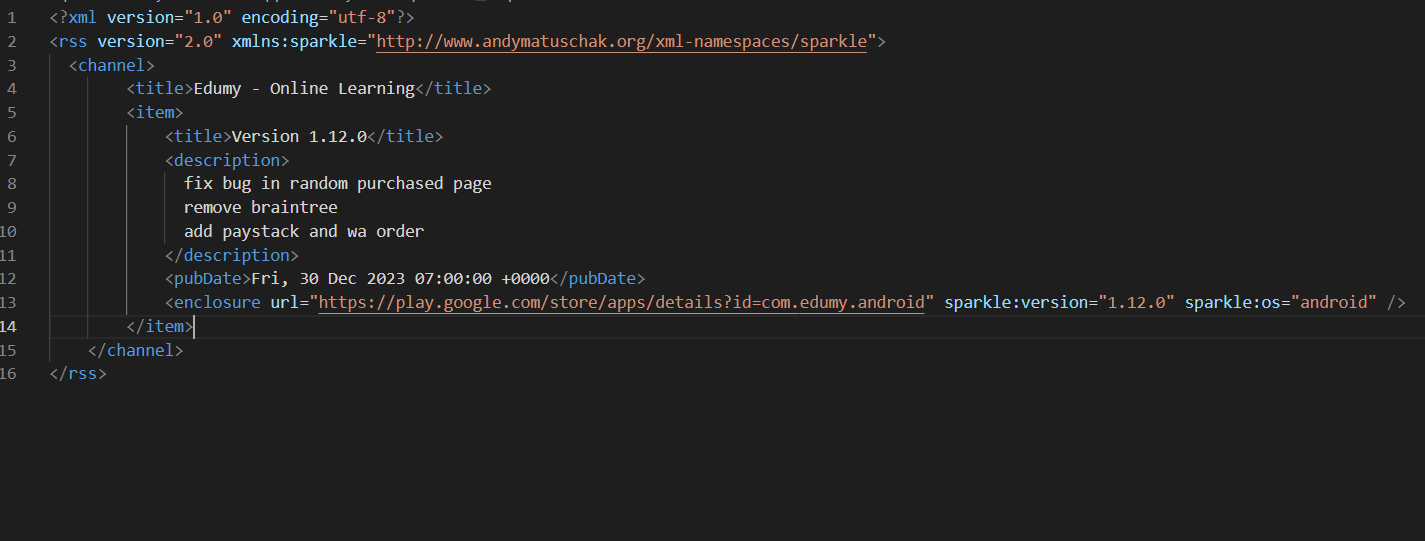 1 <?xml version="1.0" encoding="utf-8"?>
2 <rss version="2.0" xmlns:sparkle="http://www.andymatuschak.org/xml-namespaces/sparkle">
3 <channel>
4 <title>Edumy - Online Learning</title>
5 <item>
6 <title>Version 1.12.0</title>
7 <description>
8 fix bug in random purchased page
9 remove braintree
10 add paystack and wa order
11 </description>
12 <pubDate>Fri, 30 Dec 2023 07:00:00 +0000</pubDate>
13 <enclosure url="https://play.google.com/store/apps/details?id=com.edumy.android" sparkle:version="1.12.0" sparkle:os="android" />
14 </item>
15 </channel>
16 </rss>